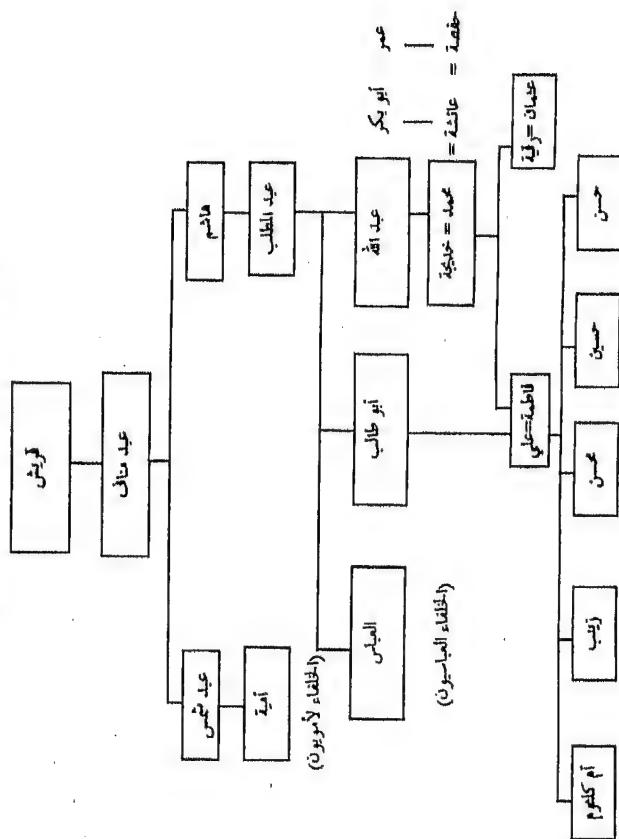 قريش
عبد مناف
هاشم
عبد شمس
عبد المطلب
أمية
(الخلفاء لأمويون)
عبد الله
أبو طالب
العباس
(الخلفاء العباسيون)
أبو بكر
عمر
محمد = خديجة
= عائشة
= حفصة
عثمان = رقية
فاطمة=علي
حسن
حسين
محسن
زينب
أم كلثوم